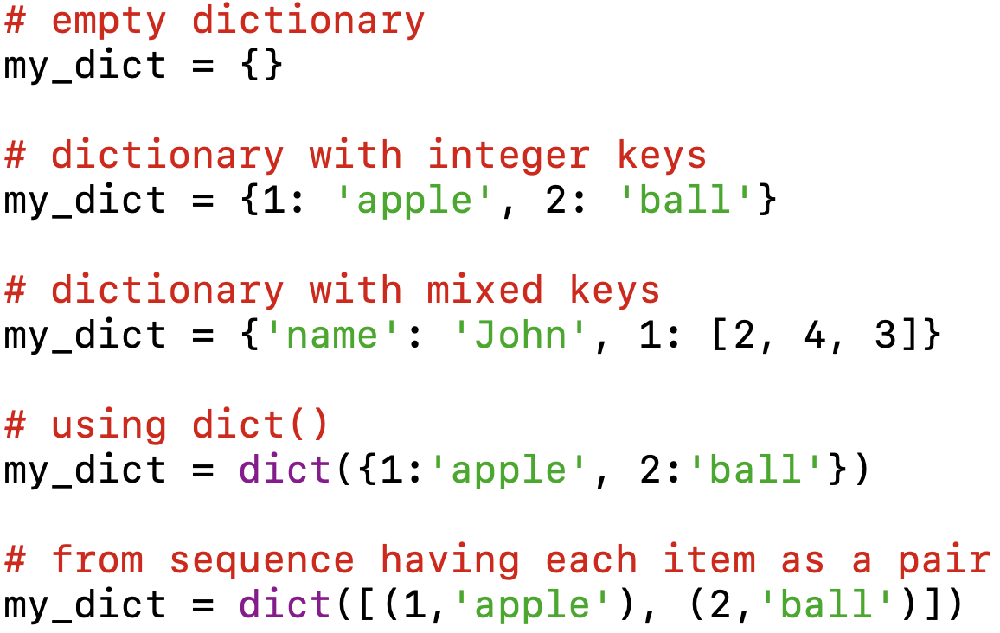 # empty dictionary
my_dict = {}
# dictionary with integer keys
my_dict = {1: 'apple', 2: 'ball'}
# dictionary with mixed keys
my_dict = {'name': 'John', 1: [2, 4, 3]}
# using dict()
my_dict = dict({1:'apple', 2:'ball'})
# from sequence having each item as a pair
my_dict = dict([(1,'apple'), (2,'ball')])